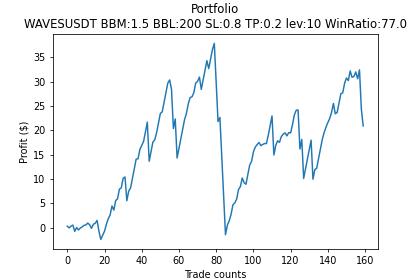 Portfolio
WAVESUSDT BBM:1.5 BBL:200 SL:0.8 TP:0.2 lev:10 WinRatio:77.0
35
30
25
20
15
10
5
0
Profit ($)
0 20 40 60 80 100 120 140 160
Trade counts